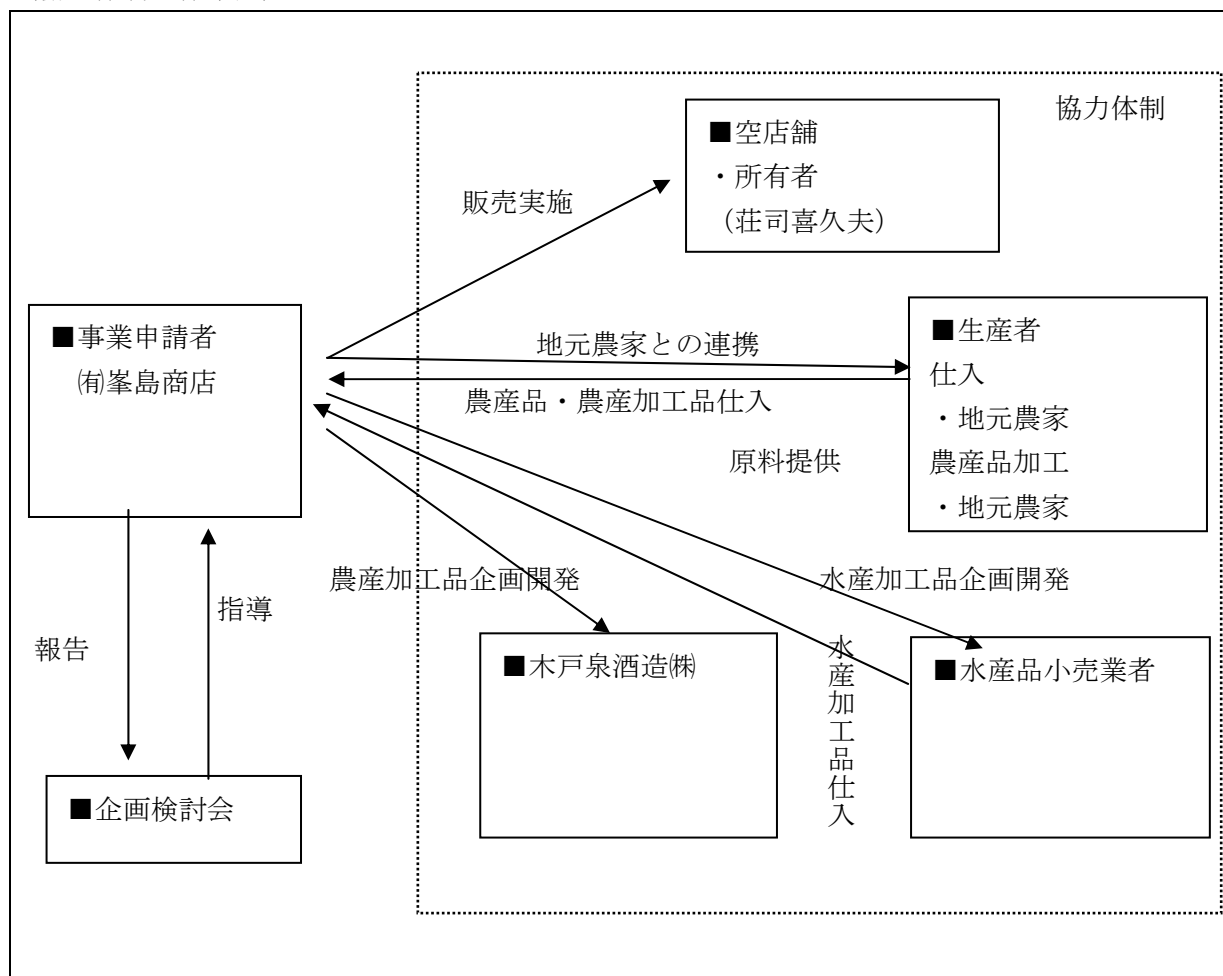 協力体制
■空店舗
・所有者
（荘司喜久夫）
販売実施
■事業申請者
㈲峯島商店
地元農家との連携
農産品・農産加工品仕入
原料提供
■生産者
仕入
・地元農家
農産品加工
・地元農家
農産加工品企画開発
水産加工品企画開発
指導
報告
■木戸泉酒造㈱
水産加工品仕入
■水産品小売業者
■企画検討会